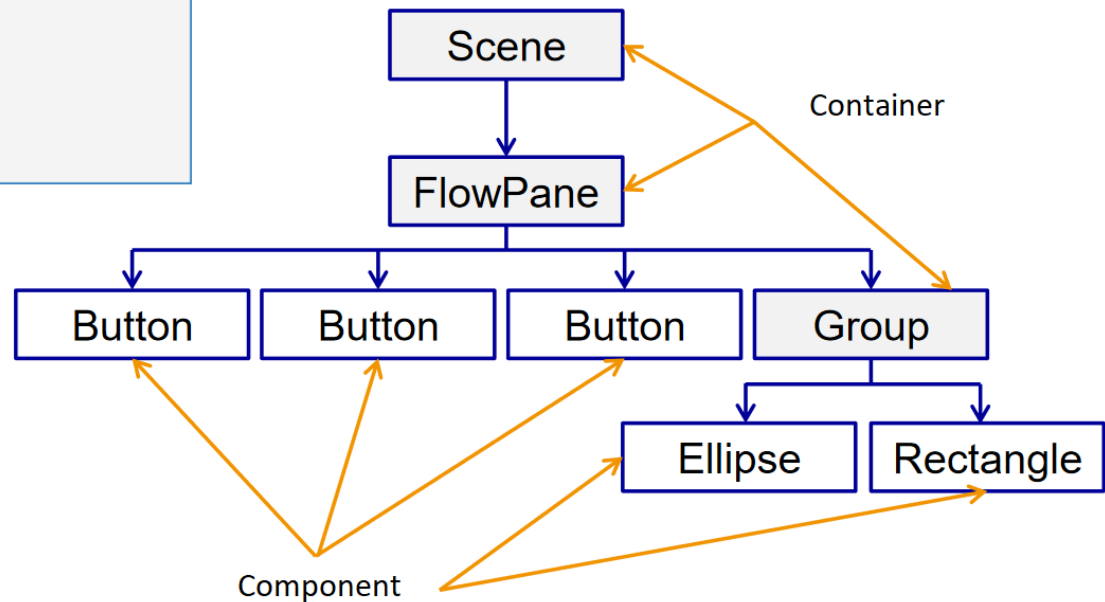 Scene
Container
FlowPane
Button Button Button Group
Ellipse Rectangle
Component